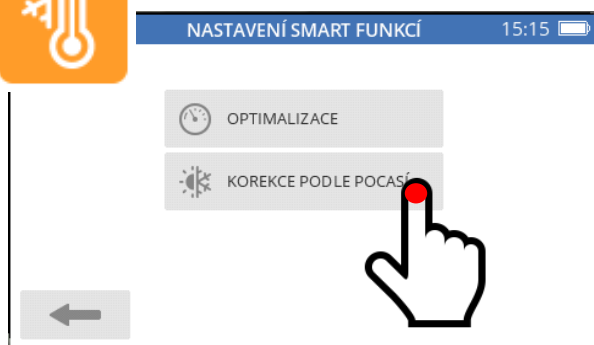 NASTAVENÍ SMART FUNKCÍ 15:15
OPTIMALIZACE
KOREKCE PODLE POCASÍ